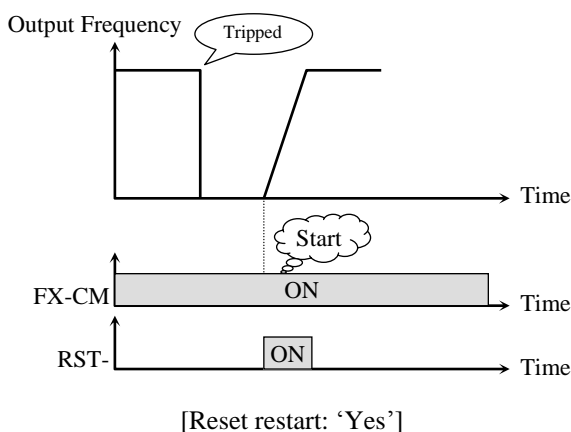 Output Frequency
Tripped
Time
Start
FX-CM
ON
Time
RST-
ON
Time
[Reset restart: ‘Yes’]